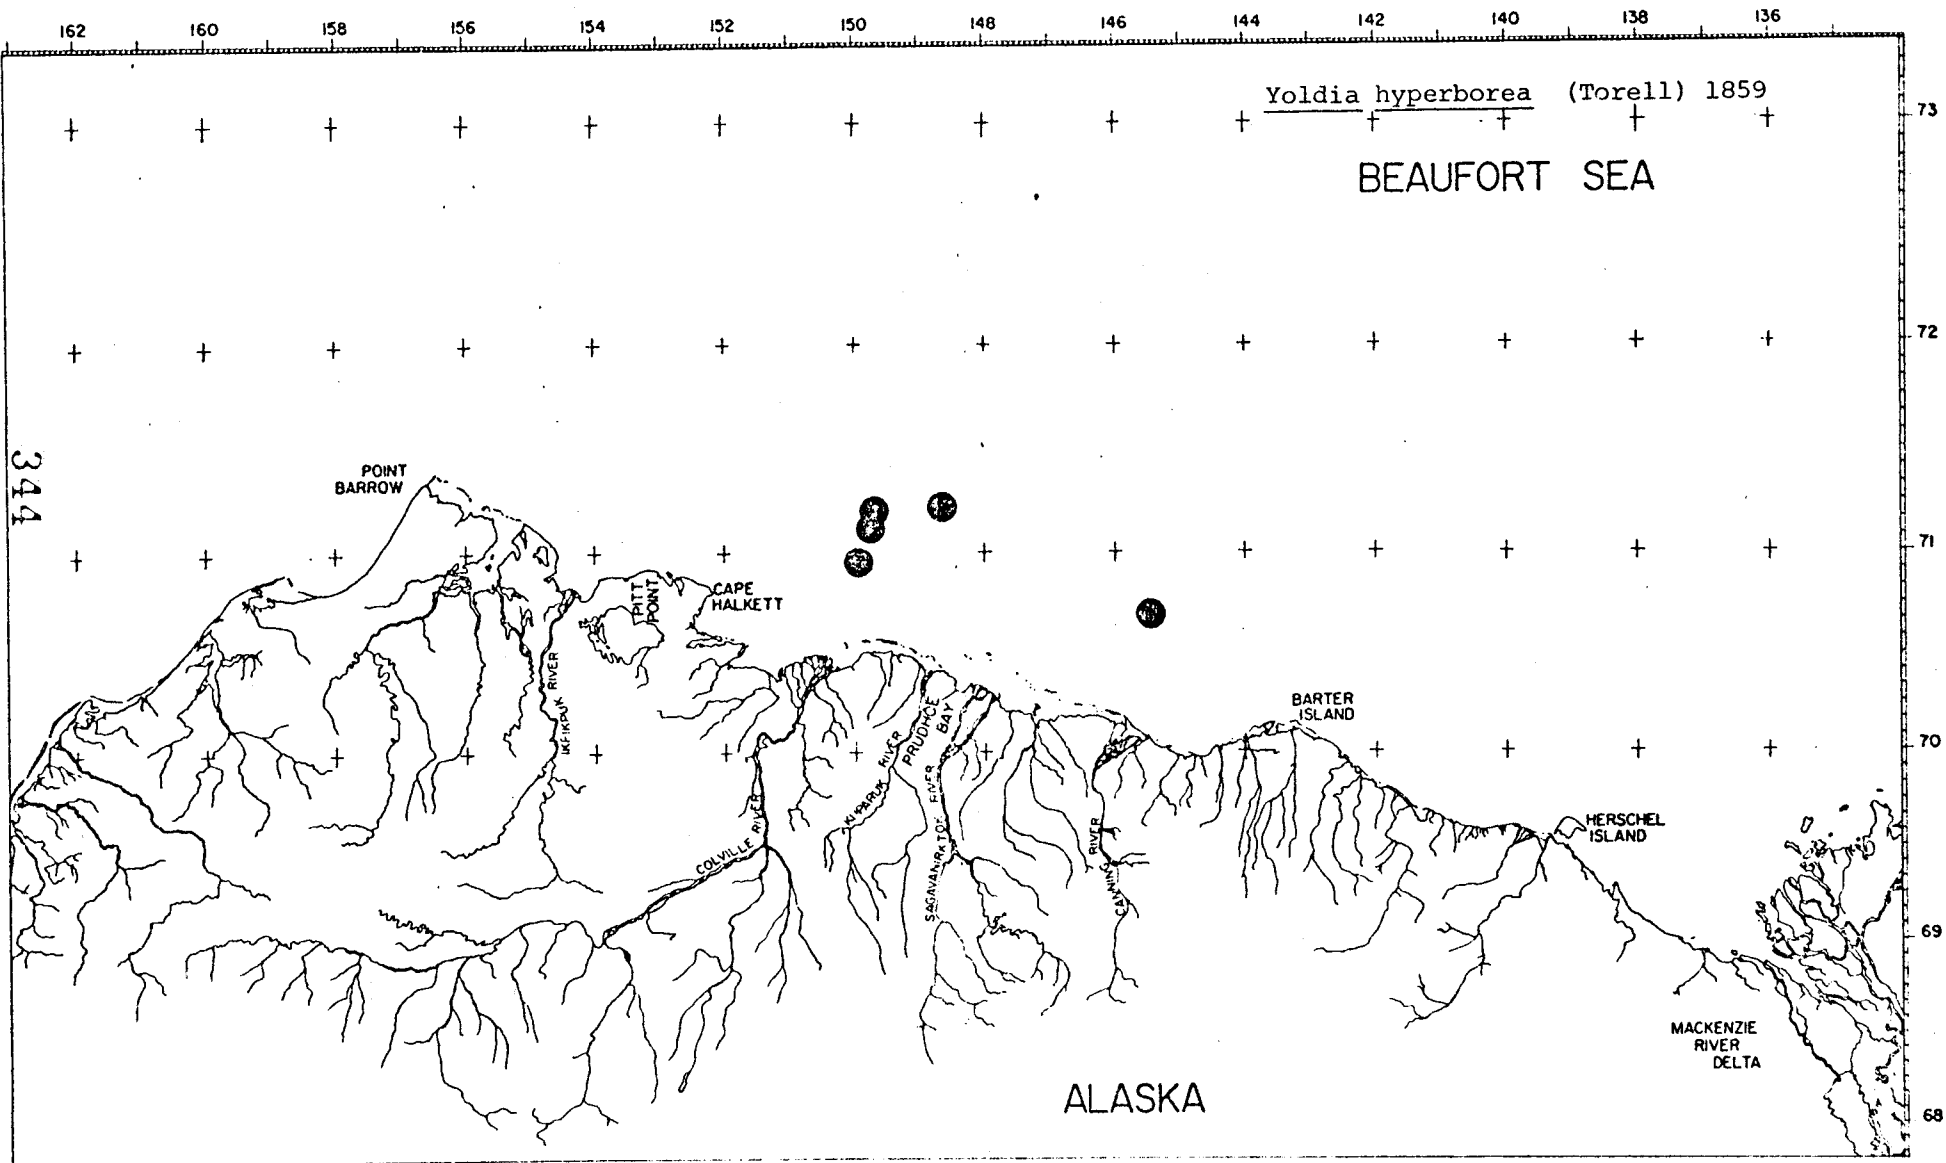 162 160 158 156 154 152 150 148 146 144 142 140 138 136
Yoldia hyperborea (Torell) 1859
73
BEAUFORT SEA
72
344
POINT
BARROW
71
PITT
POINT
CAPE
HALKETT
IKFIKPUK RIVER
BARTER
ISLAND
PRUDHOE
BAY
70
KUPARUK RIVER
SAGAVANIRKTOK RIVER
COLVILLE RIVER
CANNING RIVER
HERSCHEL
ISLAND
69
MACKENZIE
RIVER
DELTA
ALASKA
68